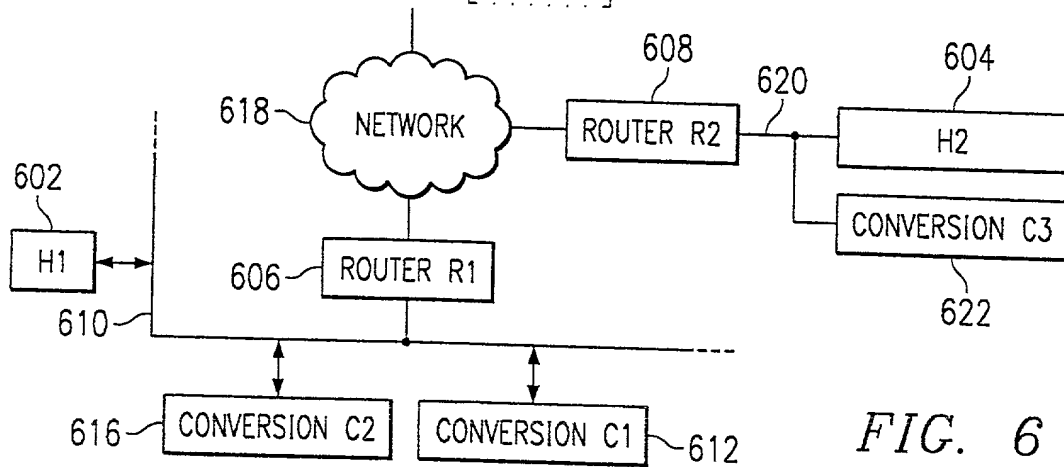 608
604
618
NETWORK
ROUTER R2
620
H2
602
H1
CONVERSION C3
606
ROUTER R1
622
610
616
CONVERSION C2
CONVERSION C1
612
FIG. 6